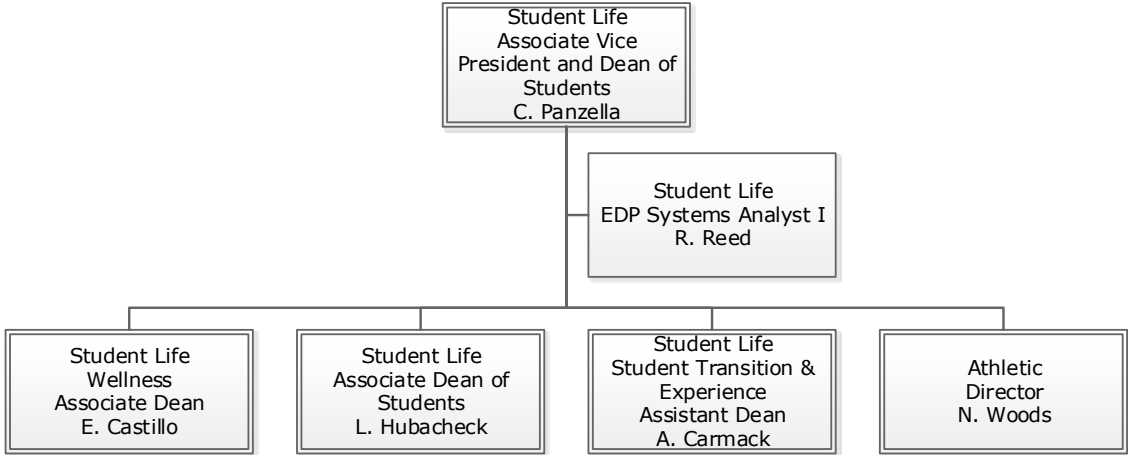 Student Life
Associate Vice
President and Dean of
Students
C. Panzella
Student Life
EDP Systems Analyst I
R. Reed
Student Life
Wellness
Associate Dean
E. Castillo
Student Life
Associate Dean of
Students
L. Hubacheck
Student Life
Student Transition &
Experience
Assistant Dean
A. Carmack
Athletic
Director
N. Woods